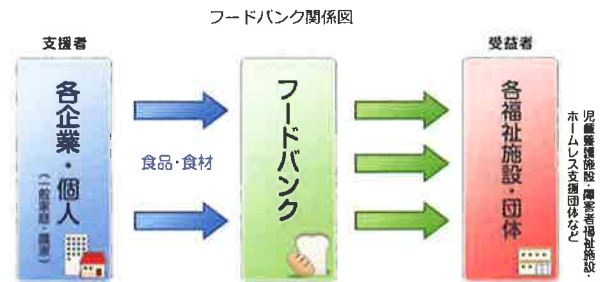 フードバンク関係図
支援者
各企業・個人
(一般家庭・農家)
食品・食材
フードバンク
受益者
各福祉施設・団体
児童養護施設・障害者福祉施設・
ホームレス支援団体など